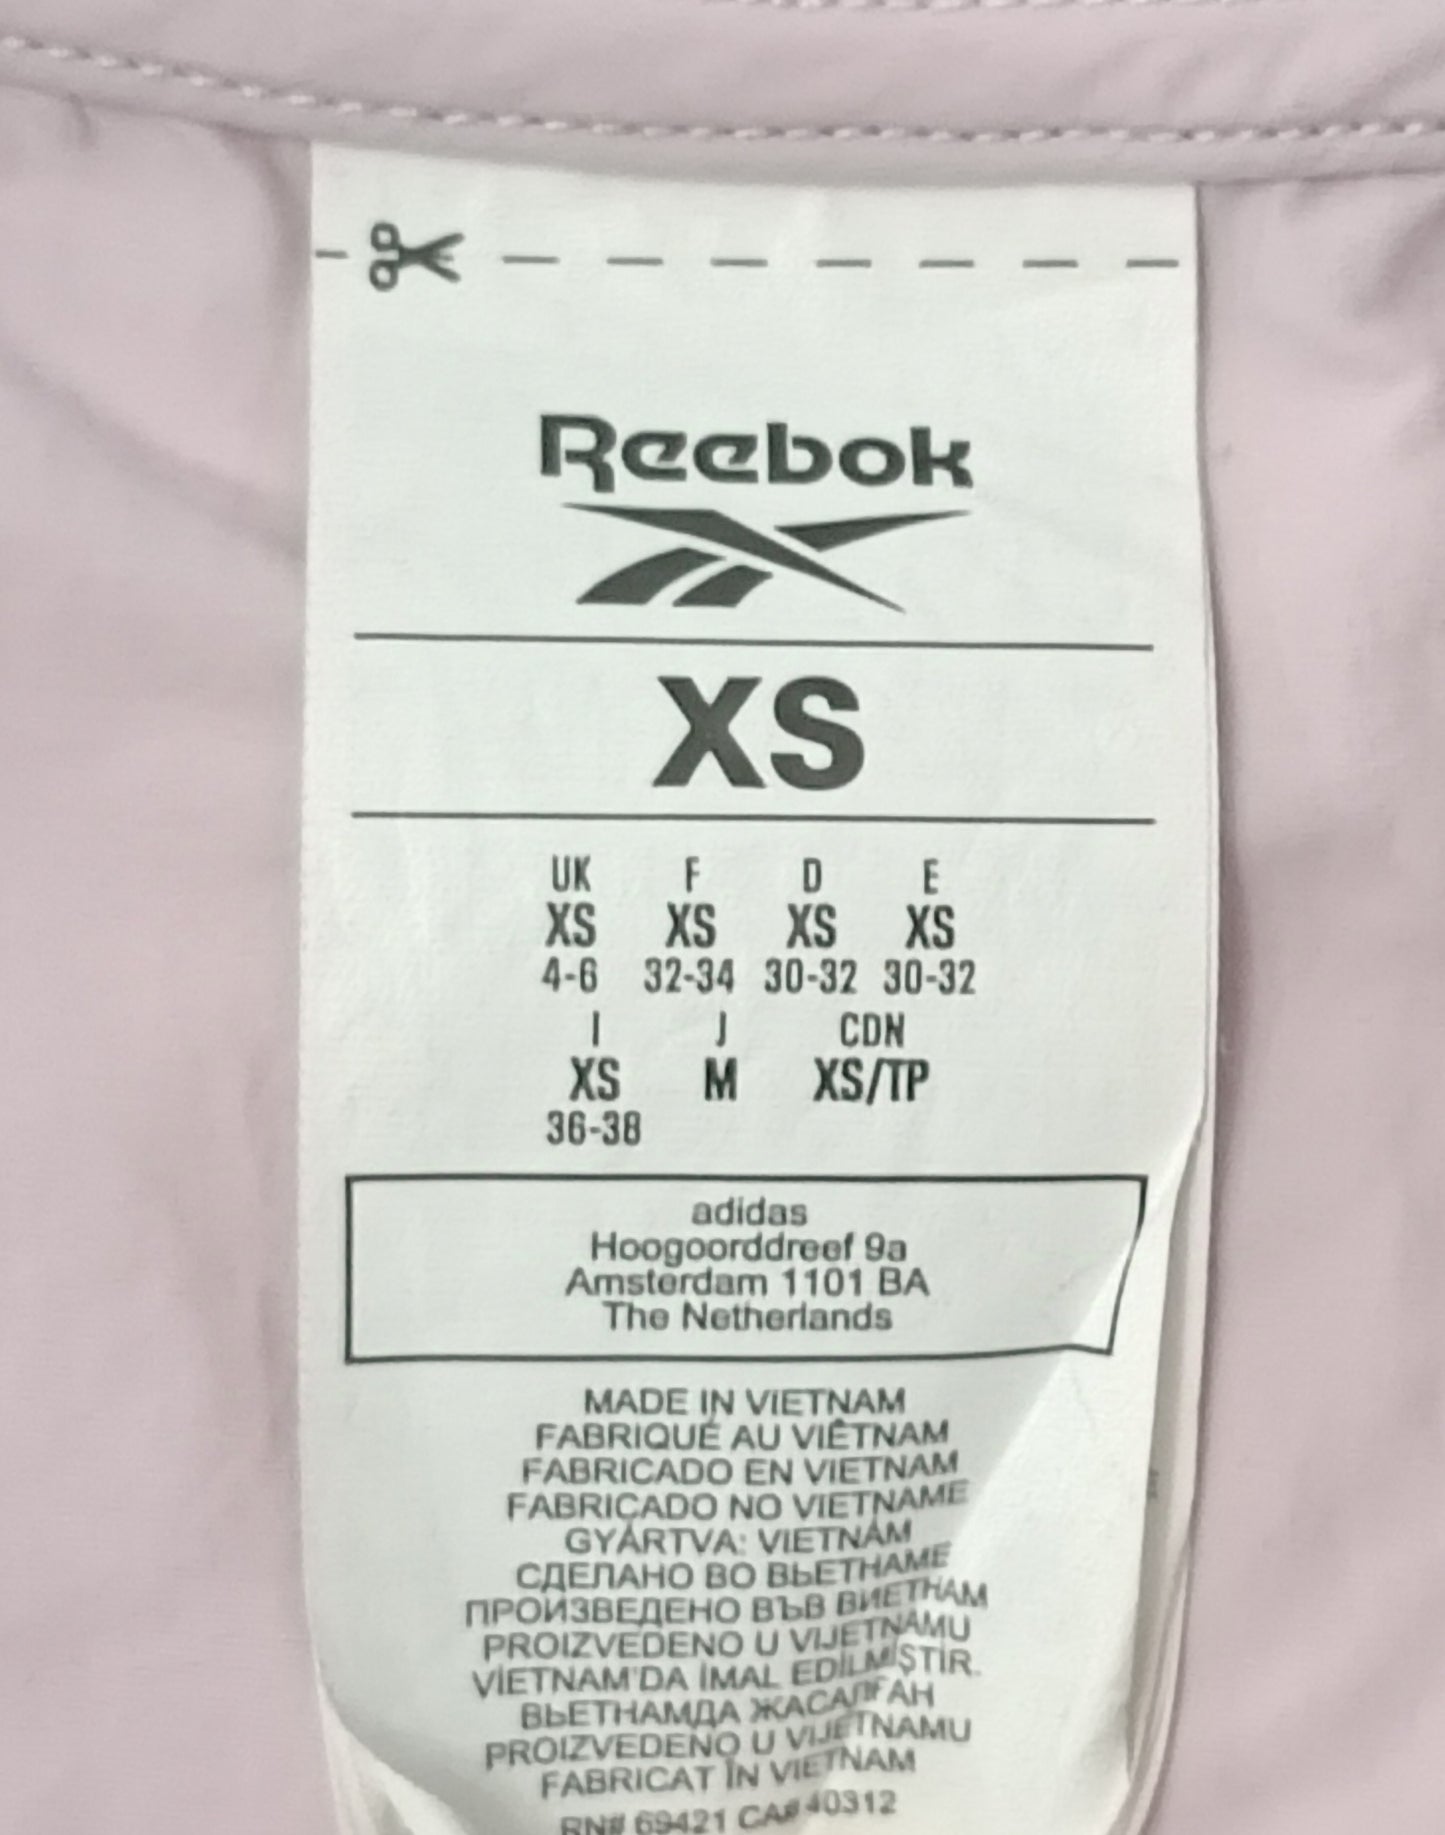 Reebok
XS
UK F D E
XS XS XS XS
4-6 32-34 30-32 30-32
I J CDN
XS M XS/TP
36-38
adidas
Hoogoorddreef 9a
Amsterdam 1101 BA
The Netherlands
MADE IN VIETNAM
FABRIQUÉ AU VIÊTNAM
FABRICADO EN VIETNAM
FABRICADO NO VIETNAME
GYÁRTVA: VIETNÁM
СДЕЛАНО ВО ВЬЕТНАМЕ
ПРОИЗВЕДЕНО ВЪВ ВИЕТНАМ
PROIZVEDENO U VIJETNAMU
VİETNAM'DA İMAL EDİLMİŞTİR.
ВЬЕТНАМДА ЖАСАЛҒАН
PROIZVEDENO U VIJETNAMU
FABRICAT ÎN VIETNAM
RN# 69421 CA# 40312